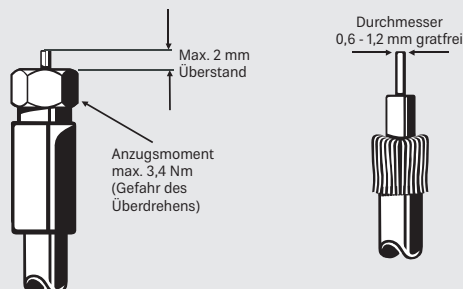 Max. 2 mm
Überstand
Anzugsmoment
max. 3,4 Nm
(Gefahr des
Überdrehens)
Durchmesser
0,6 - 1,2 mm gratfrei